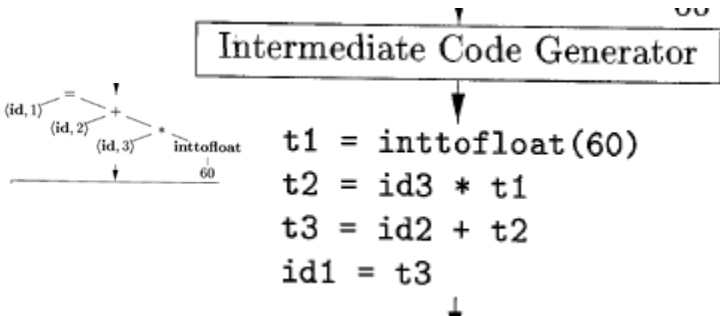 Intermediate Code Generator
=
⟨id, 1⟩
+
⟨id, 2⟩
*
⟨id, 3⟩
inttofloat
60
t1 = inttofloat(60)
t2 = id3 * t1
t3 = id2 + t2
id1 = t3